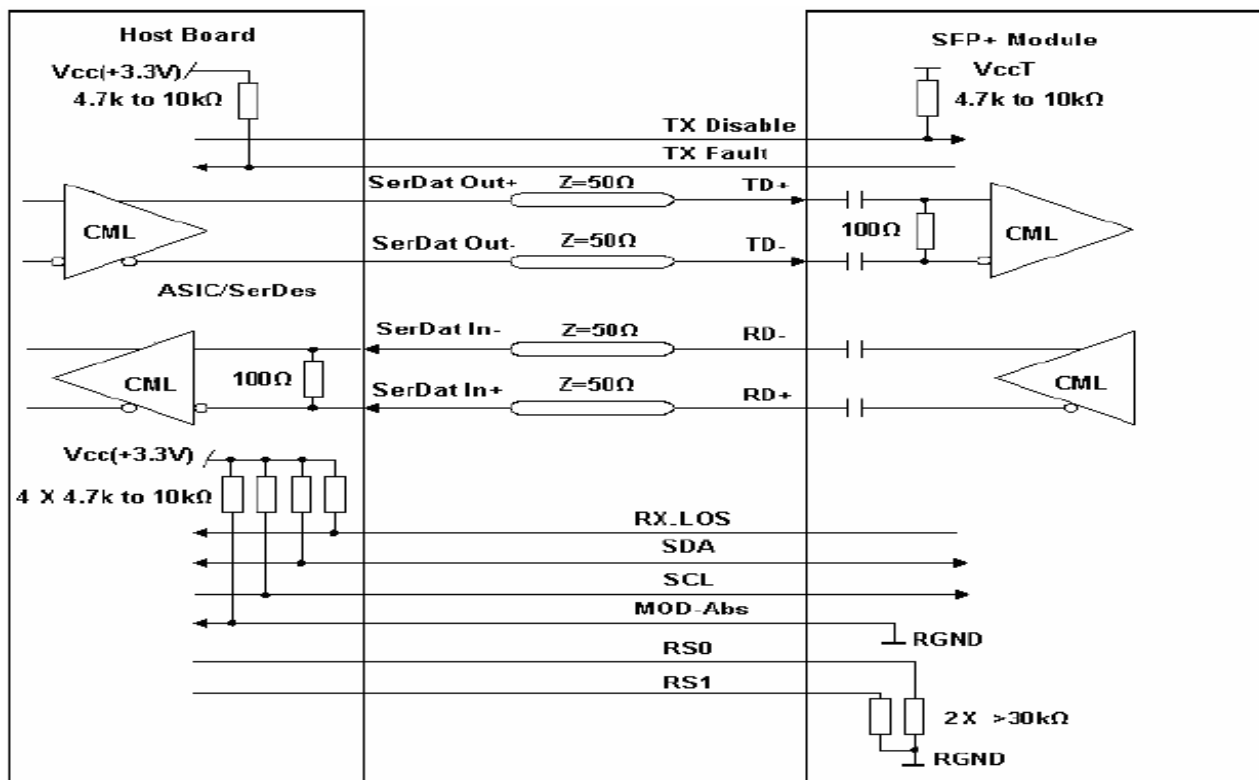 Host Board
SFP+ Module
Vcc(+3.3V)
4.7k to 10kΩ
VccT
4.7k to 10kΩ
TX Disable
TX Fault
SerDat Out+
Z=50Ω
TD+
CML
100Ω
CML
SerDat Out-
Z=50Ω
TD-
ASIC/SerDes
SerDat In-
Z=50Ω
RD-
CML
100Ω
SerDat In+
Z=50Ω
RD+
CML
Vcc(+3.3V)
4 X 4.7k to 10kΩ
RX_LOS
SDA
SCL
MOD-Abs
RGND
RS0
RS1
2X >30kΩ
RGND